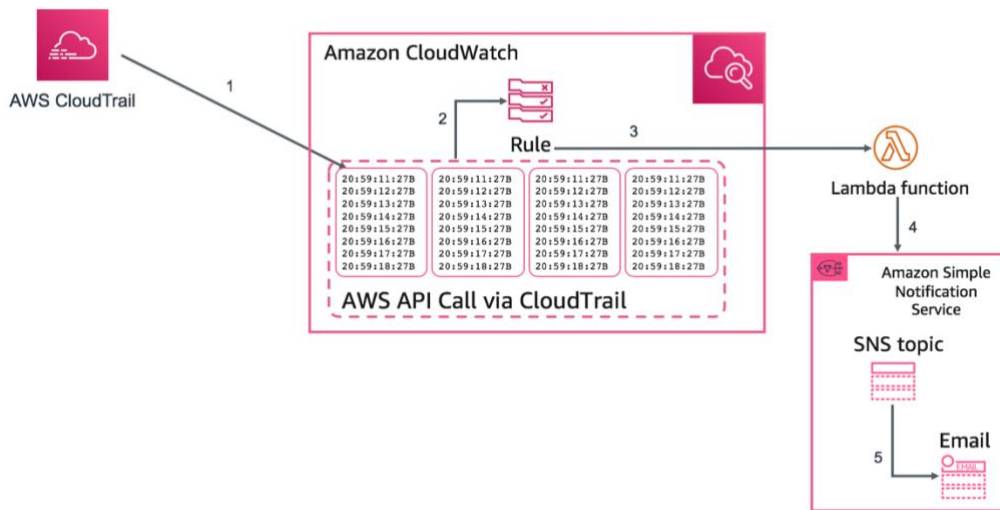 Amazon CloudWatch
AWS CloudTrail
1
2
Rule
3
Lambda function
4
20:59:11:27B 20:59:11:27B 20:59:11:27B 20:59:11:27B
20:59:12:27B 20:59:12:27B 20:59:12:27B 20:59:12:27B
20:59:13:27B 20:59:13:27B 20:59:13:27B 20:59:13:27B
20:59:14:27B 20:59:14:27B 20:59:14:27B 20:59:14:27B
20:59:15:27B 20:59:15:27B 20:59:15:27B 20:59:15:27B
20:59:16:27B 20:59:16:27B 20:59:16:27B 20:59:16:27B
20:59:17:27B 20:59:17:27B 20:59:17:27B 20:59:17:27B
20:59:18:27B 20:59:18:27B 20:59:18:27B 20:59:18:27B
AWS API Call via CloudTrail
Amazon Simple
Notification
Service
SNS topic
5
Email
EMAIL